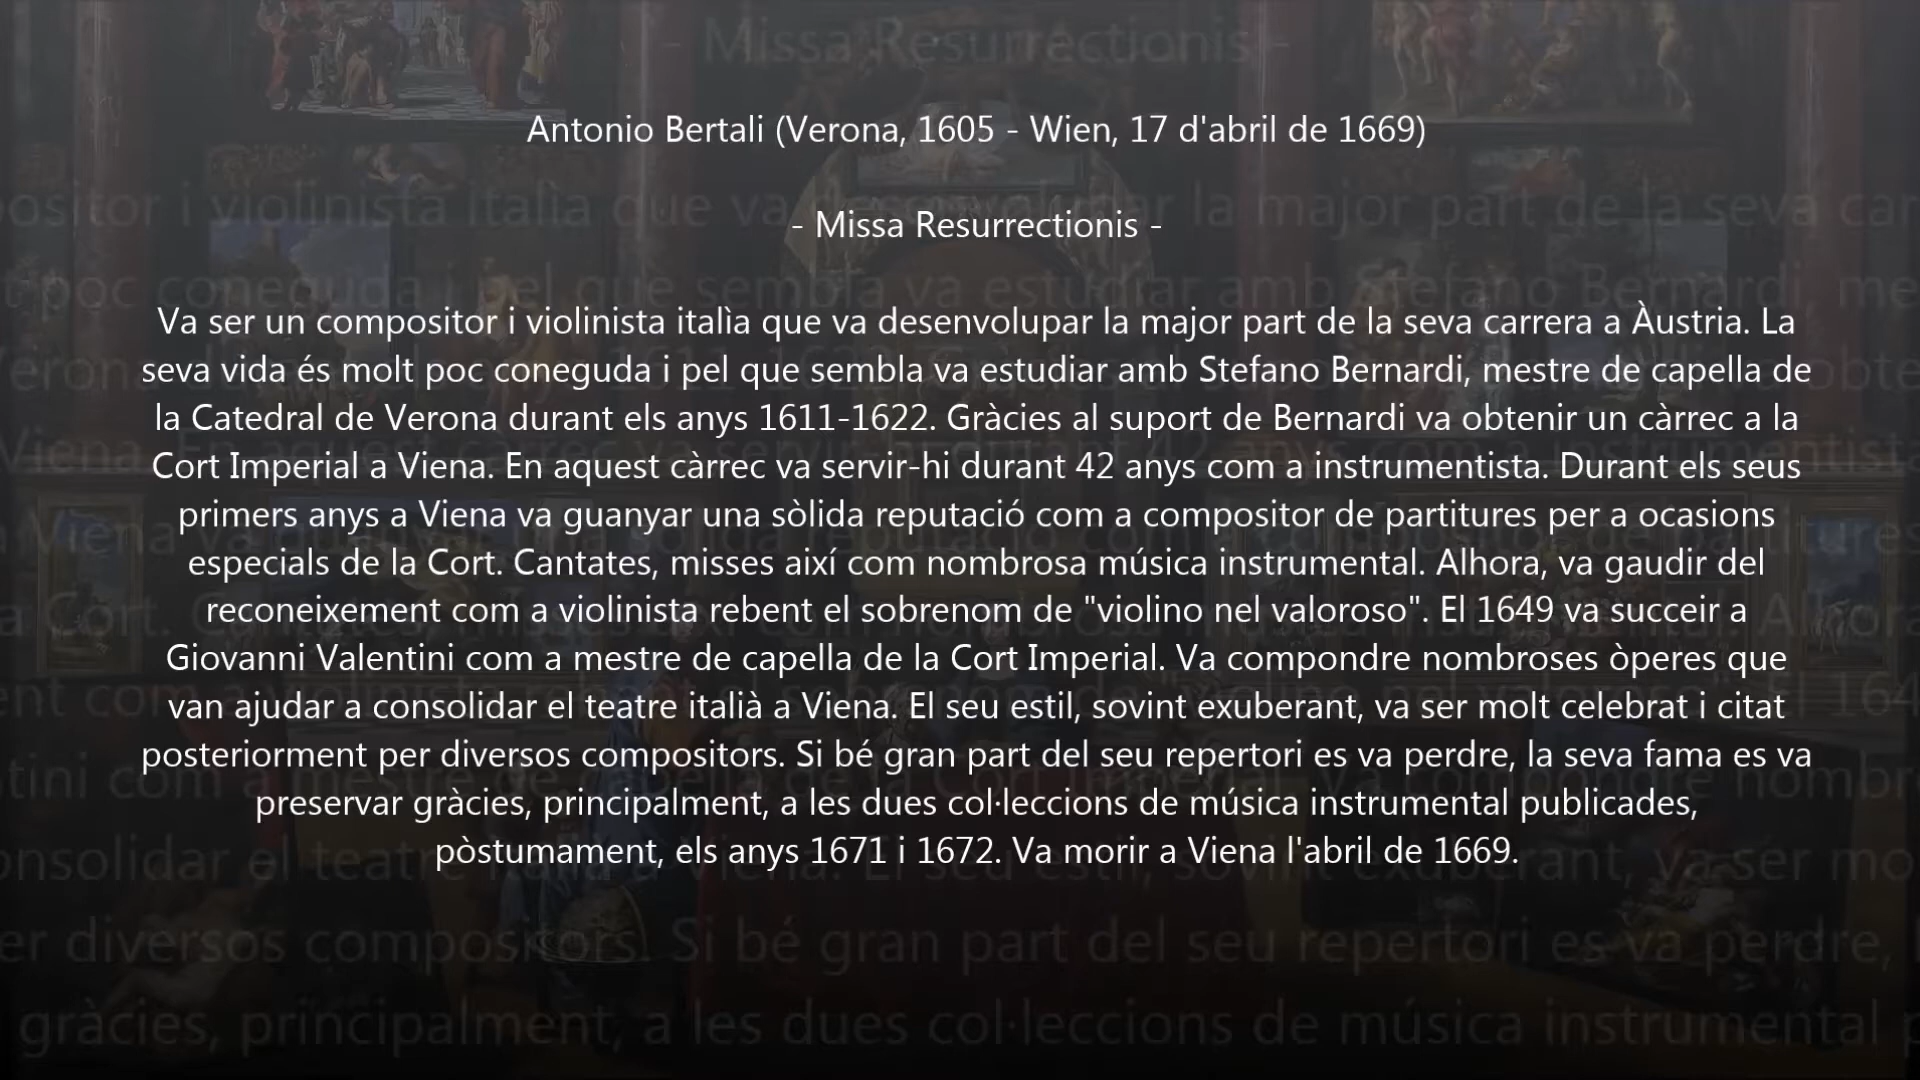 Antonio Bertali (Verona, 1605 - Wien, 17 d'abril de 1669)
- Missa Resurrectionis -
Va ser un compositor i violinista italìa que va desenvolupar la major part de la seva carrera a Àustria. La
seva vida és molt poc coneguda i pel que sembla va estudiar amb Stefano Bernardi, mestre de capella de
la Catedral de Verona durant els anys 1611-1622. Gràcies al suport de Bernardi va obtenir un càrrec a la
Cort Imperial a Viena. En aquest càrrec va servir-hi durant 42 anys com a instrumentista. Durant els seus
primers anys a Viena va guanyar una sòlida reputació com a compositor de partitures per a ocasions
especials de la Cort. Cantates, misses així com nombrosa música instrumental. Alhora, va gaudir del
reconeixement com a violinista rebent el sobrenom de "violino nel valoroso". El 1649 va succeir a
Giovanni Valentini com a mestre de capella de la Cort Imperial. Va compondre nombroses òperes que
van ajudar a consolidar el teatre italià a Viena. El seu estil, sovint exuberant, va ser molt celebrat i citat
posteriorment per diversos compositors. Si bé gran part del seu repertori es va perdre, la seva fama es va
preservar gràcies, principalment, a les dues col·leccions de música instrumental publicades,
pòstumament, els anys 1671 i 1672. Va morir a Viena l'abril de 1669.